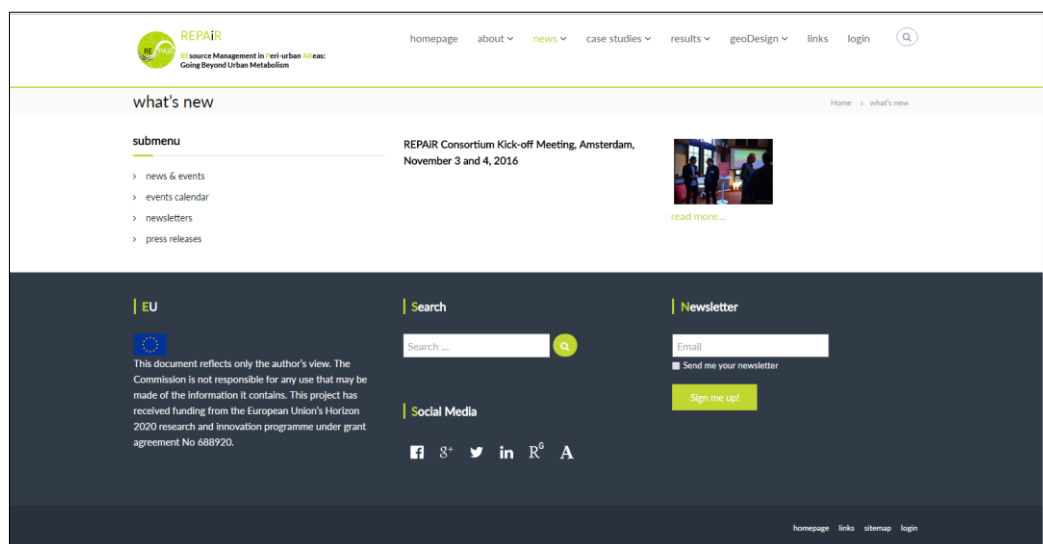 RE PAiR
REPAiR
REsource Management in Peri-urban AReas:
Going Beyond Urban Metabolism
homepage about news case studies results geoDesign links login
what's new
Home > what's new
submenu
> news & events
> events calendar
> newsletters
> press releases
REPAiR Consortium Kick-off Meeting, Amsterdam,
November 3 and 4, 2016
read more...
EU
This document reflects only the author's view. The
Commission is not responsible for any use that may be
made of the information it contains. This project has
received funding from the European Union's Horizon
2020 research and innovation programme under grant
agreement No 688920.
Search
Search ...
Social Media
8+ in RG A
Newsletter
Email
Send me your newsletter
Sign me up!
homepage links sitemap login